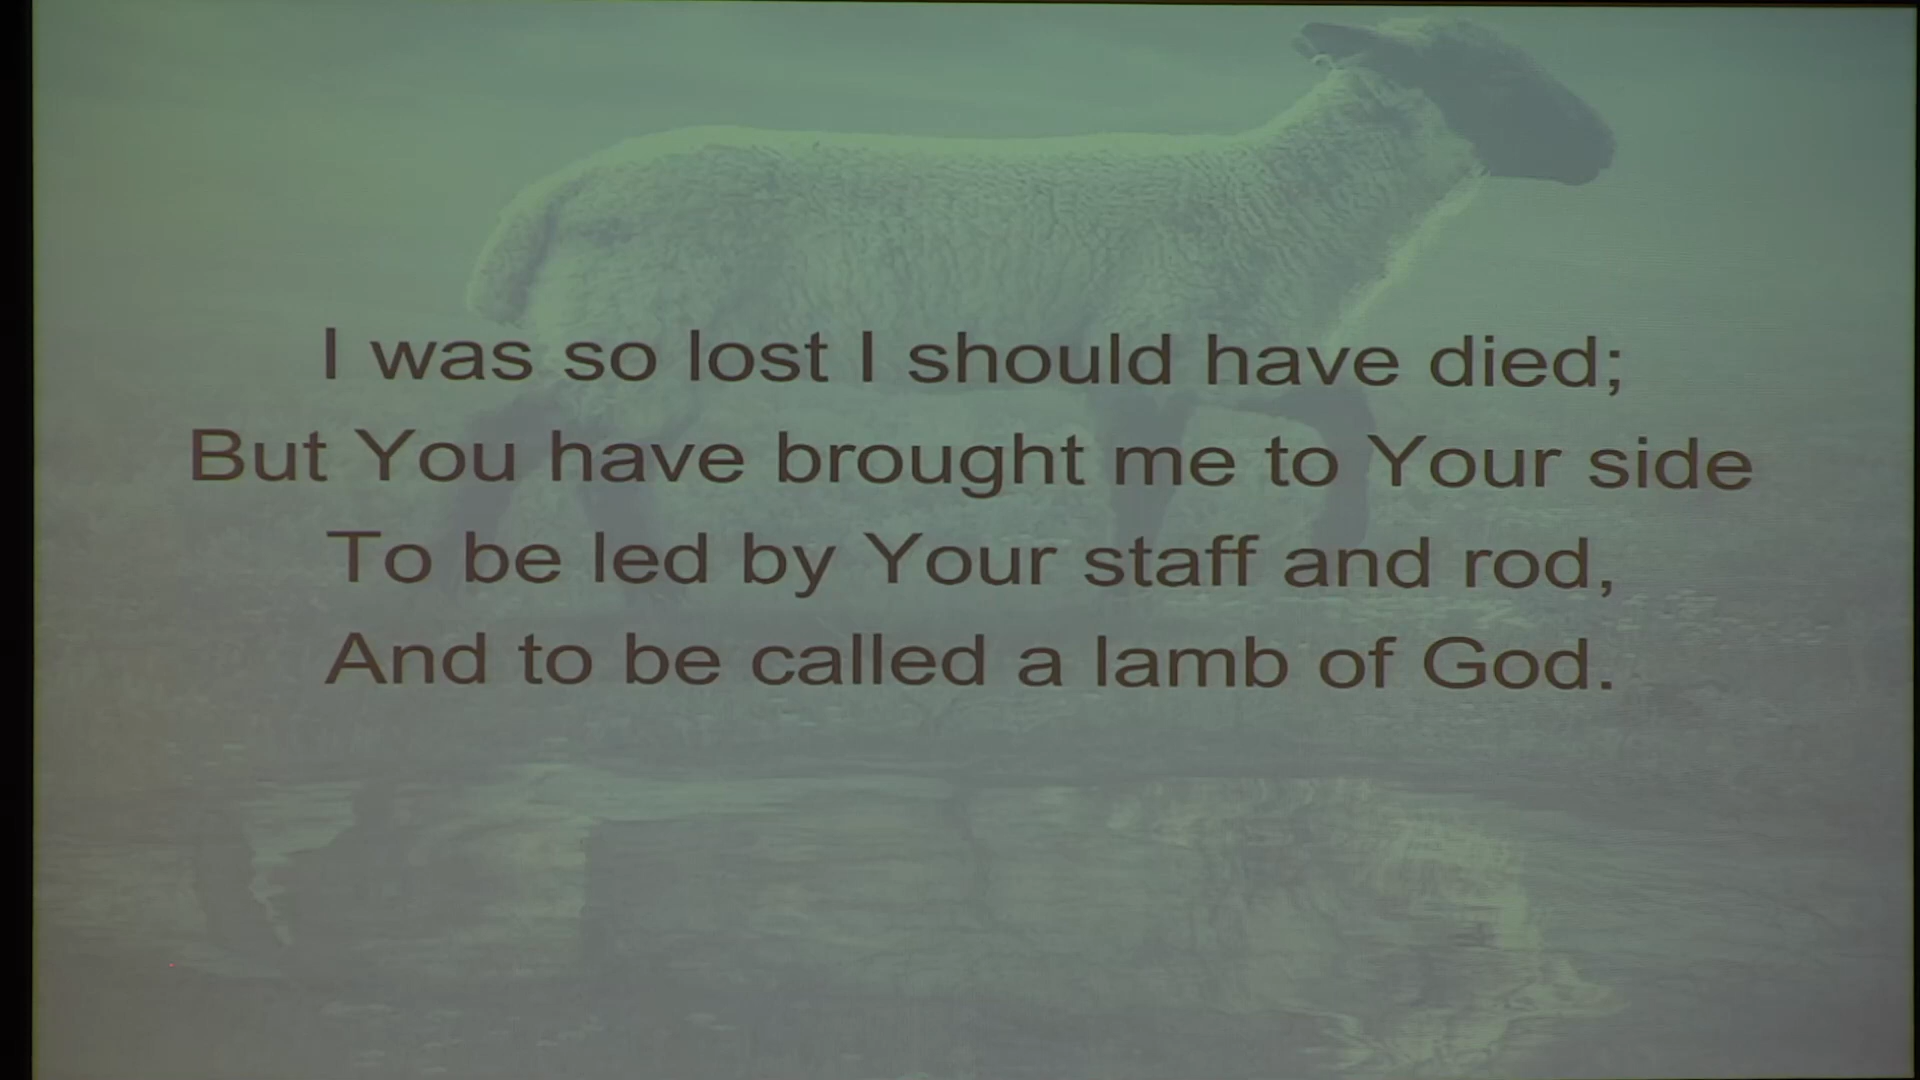 I was so lost I should have died;
But You have brought me to Your side
To be led by Your staff and rod,
And to be called a lamb of God.